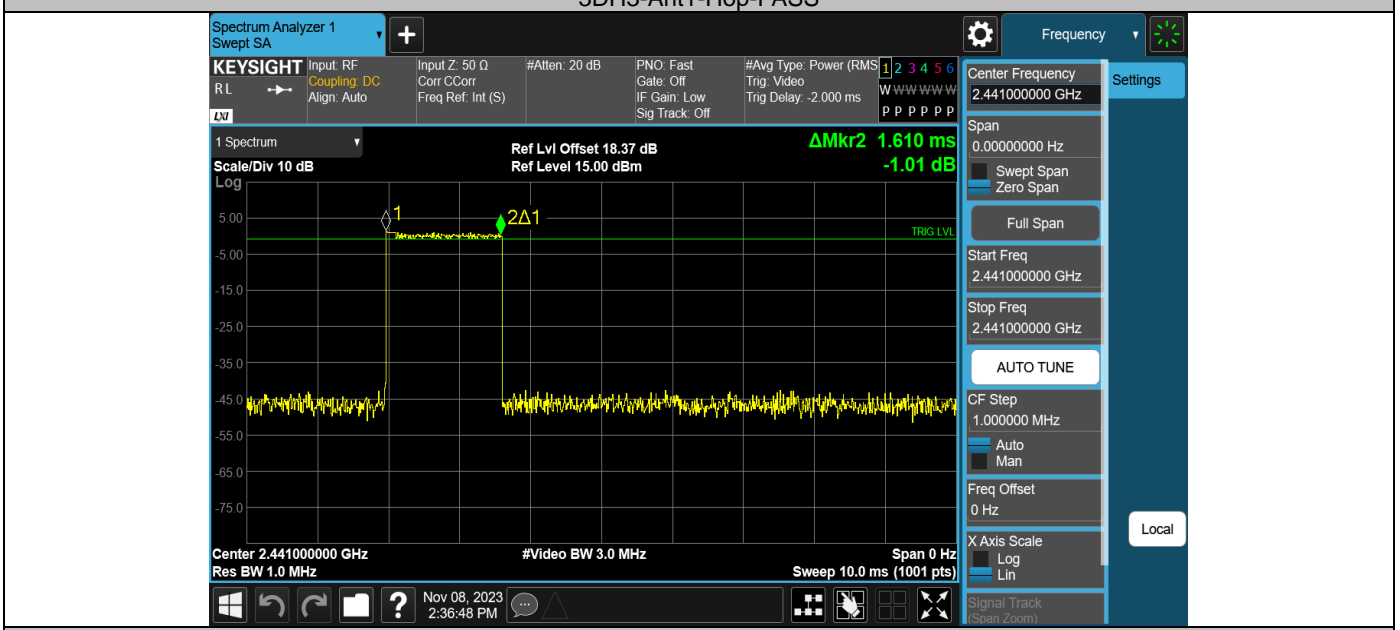 3DH3-Ant1-Hop-PASS
Spectrum Analyzer 1
Swept SA
Frequency
KEYSIGHT
R L
LXI
Input: RF
Coupling: DC
Align: Auto
Input Z: 50 Ω
Corr CCorr
Freq Ref: Int (S)
#Atten: 20 dB
PNO: Fast
Gate: Off
IF Gain: Low
Sig Track: Off
#Avg Type: Power (RMS
Trig: Video
Trig Delay: -2.000 ms
1 2 3 4 5 6
W W W W W W
P P P P P P
1 Spectrum
Scale/Div 10 dB
Log
Ref Lvl Offset 18.37 dB
Ref Level 15.00 dBm
ΔMkr2 1.610 ms
-1.01 dB
1
2Δ1
TRIG LVL
5.00
-5.00
-15.0
-25.0
-35.0
-45.0
-55.0
-65.0
-75.0
Center 2.441000000 GHz
Res BW 1.0 MHz
#Video BW 3.0 MHz
Span 0 Hz
Sweep 10.0 ms (1001 pts)
Nov 08, 2023
2:36:48 PM
Center Frequency
2.441000000 GHz
Settings
Span
0.00000000 Hz
Swept Span
Zero Span
Full Span
Start Freq
2.441000000 GHz
Stop Freq
2.441000000 GHz
AUTO TUNE
CF Step
1.000000 MHz
Auto
Man
Freq Offset
0 Hz
X Axis Scale
Log
Lin
Local
Signal Track
(Span Zoom)